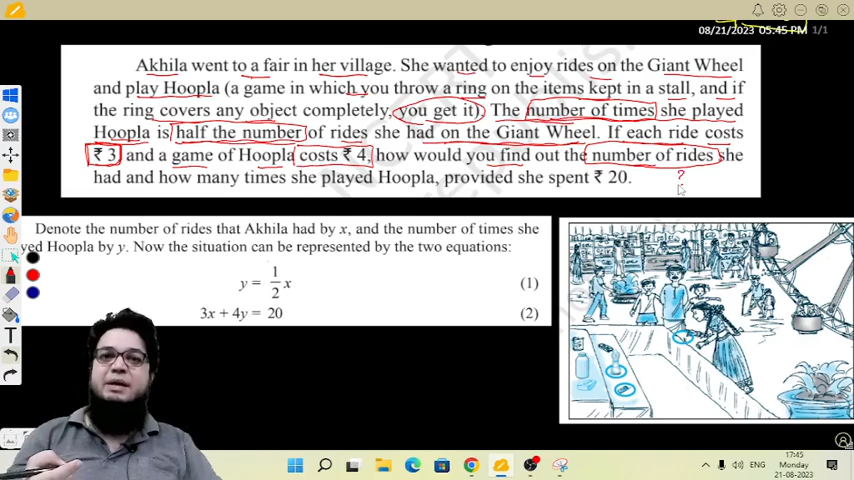 08/21/2023 05:45 PM 1/1
Akhila went to a fair in her village. She wanted to enjoy rides on the Giant Wheel
and play Hoopla (a game in which you throw a ring on the items kept in a stall, and if
the ring covers any object completely, you get it). The number of times she played
Hoopla is half the number of rides she had on the Giant Wheel. If each ride costs
₹ 3, and a game of Hoopla costs ₹ 4, how would you find out the number of rides she
had and how many times she played Hoopla, provided she spent ₹ 20.
?
Denote the number of rides that Akhila had by x, and the number of times she
yed Hoopla by y. Now the situation can be represented by the two equations:
y = 1/2 x (1)
3x + 4y = 20 (2)
T
ENG
17:45
Monday
21-08-2023